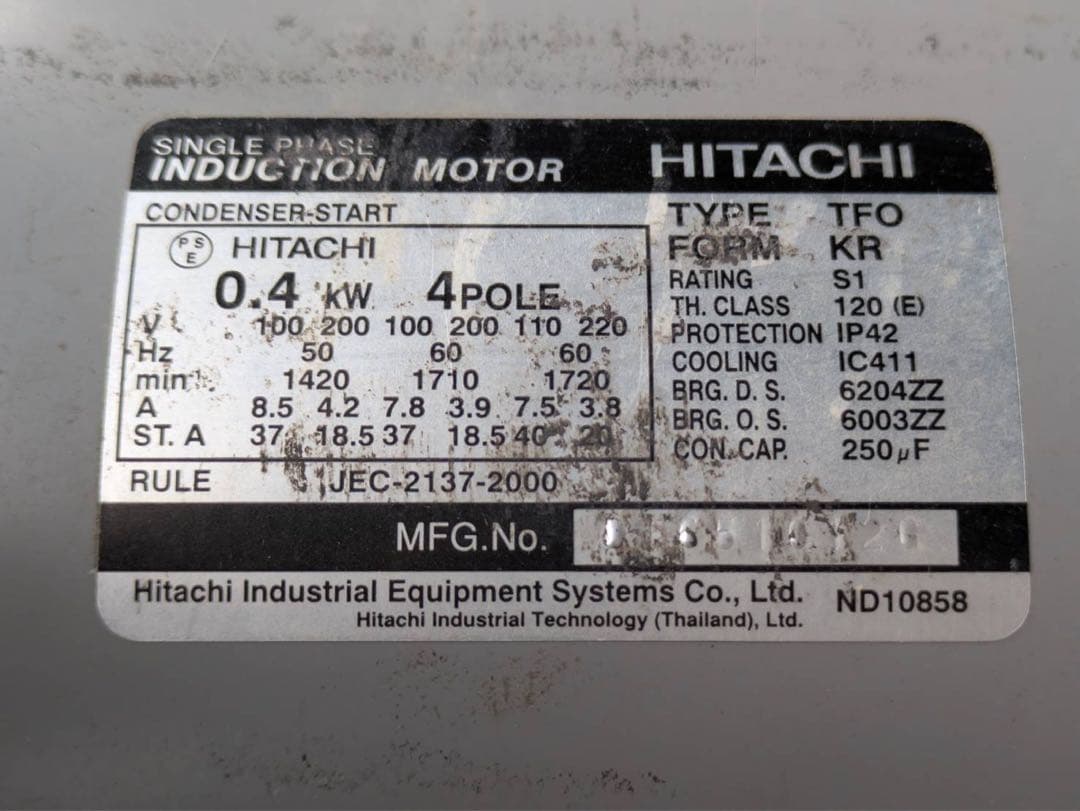 SINGLE PHASE
INDUCTION MOTOR HITACHI
CONDENSER-START
PSE HITACHI
0.4 kW 4POLE
V 100 200 100 200 110 220
Hz 50 60 60
min⁻¹ 1420 1710 1720
A 8.5 4.2 7.8 3.9 7.5 3.8
ST. A 37 18.5 37 18.5 40 20
RULE JEC-2137-2000
TYPE TFO
FORM KR
RATING S1
TH. CLASS 120 (E)
PROTECTION IP42
COOLING IC411
BRG. D. S. 6204ZZ
BRG. O. S. 6003ZZ
CON. CAP. 250μF
MFG.No.
Hitachi Industrial Equipment Systems Co., Ltd. ND10858
Hitachi Industrial Technology (Thailand), Ltd.